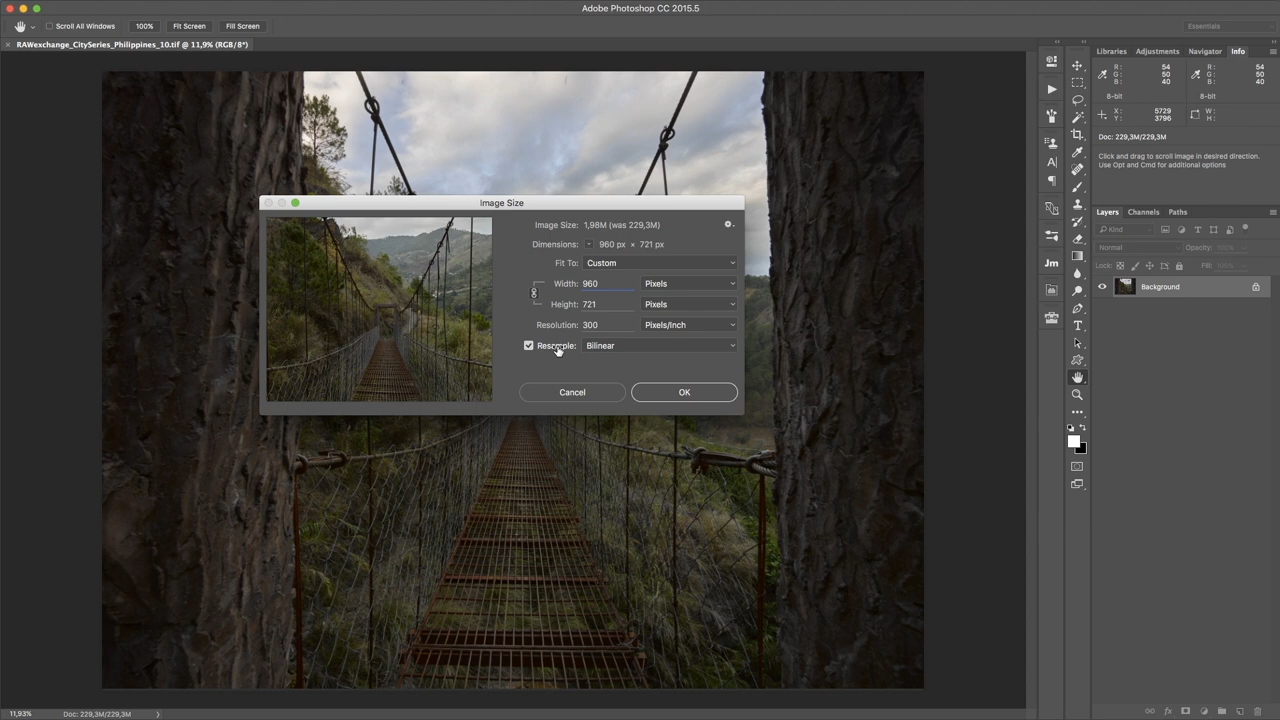 Adobe Photoshop CC 2015.5
Scroll All Windows
100%
Fit Screen
Fill Screen
Essentials
RAWexchange_CitySeries_Philippines_10.tif @ 11,9% (RGB/8*)
Libraries
Adjustments
Navigator
Info
R: 54
G: 50
B: 40
R: 54
G: 50
B: 40
8-bit
8-bit
X: 5729
Y: 3796
W:
H:
Doc: 229,3M/229,3M
Click and drag to scroll image in desired direction.
Use Opt and Cmd for additional options
Layers
Channels
Paths
Kind
Normal
Opacity:
Lock:
Fill:
Background
Jm
Image Size
Image Size: 1,98M (was 229,3M)
Dimensions: 960 px × 721 px
Fit To: Custom
Width: 960 Pixels
Height: 721 Pixels
Resolution: 300 Pixels/Inch
Resample: Bilinear
Cancel
OK
11,93%
Doc: 229,3M/229,3M